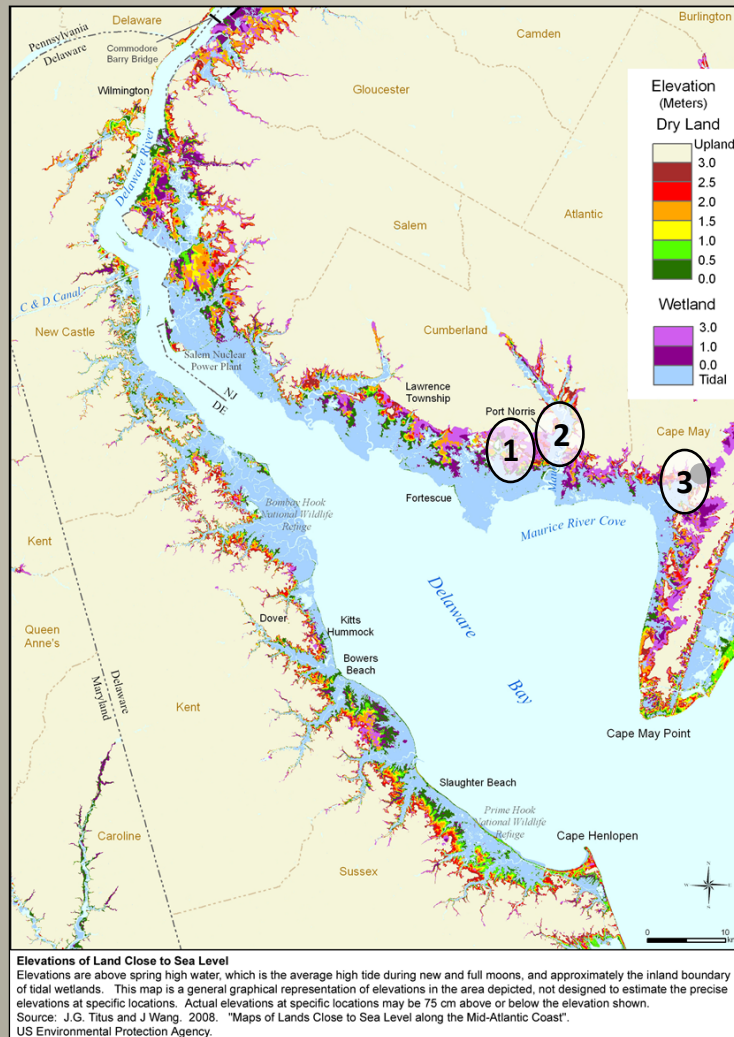 Delaware
Burlington
Pennsylvania
Delaware
Commodore
Barry Bridge
Camden
Wilmington
Gloucester
Elevation
(Meters)
Dry Land
Upland
3.0
2.5
2.0
1.5
1.0
0.5
0.0
Delaware River
Atlantic
Salem
Wetland
3.0
1.0
0.0
Tidal
C & D Canal
New Castle
Cumberland
Salem Nuclear
Power Plant
NJ
DE
Lawrence
Township
Port Norris
Cape May
1
2
3
Fortescue
Maurice River Cove
Bombay Hook
National Wildlife
Refuge
Kent
Delaware
Bay
Dover
Kitts
Hummock
Queen
Anne's
Bowers
Beach
Delaware
Maryland
Kent
Cape May Point
Slaughter Beach
Prime Hook
National Wildlife
Refuge
Cape Henlopen
Caroline
Sussex
N
W
E
S
0 10
km
Elevations of Land Close to Sea Level
Elevations are above spring high water, which is the average high tide during new and full moons, and approximately the inland boundary
of tidal wetlands. This map is a general graphical representation of elevations in the area depicted, not designed to estimate the precise
elevations at specific locations. Actual elevations at specific locations may be 75 cm above or below the elevation shown.
Source: J.G. Titus and J Wang. 2008. "Maps of Lands Close to Sea Level along the Mid-Atlantic Coast".
US Environmental Protection Agency.